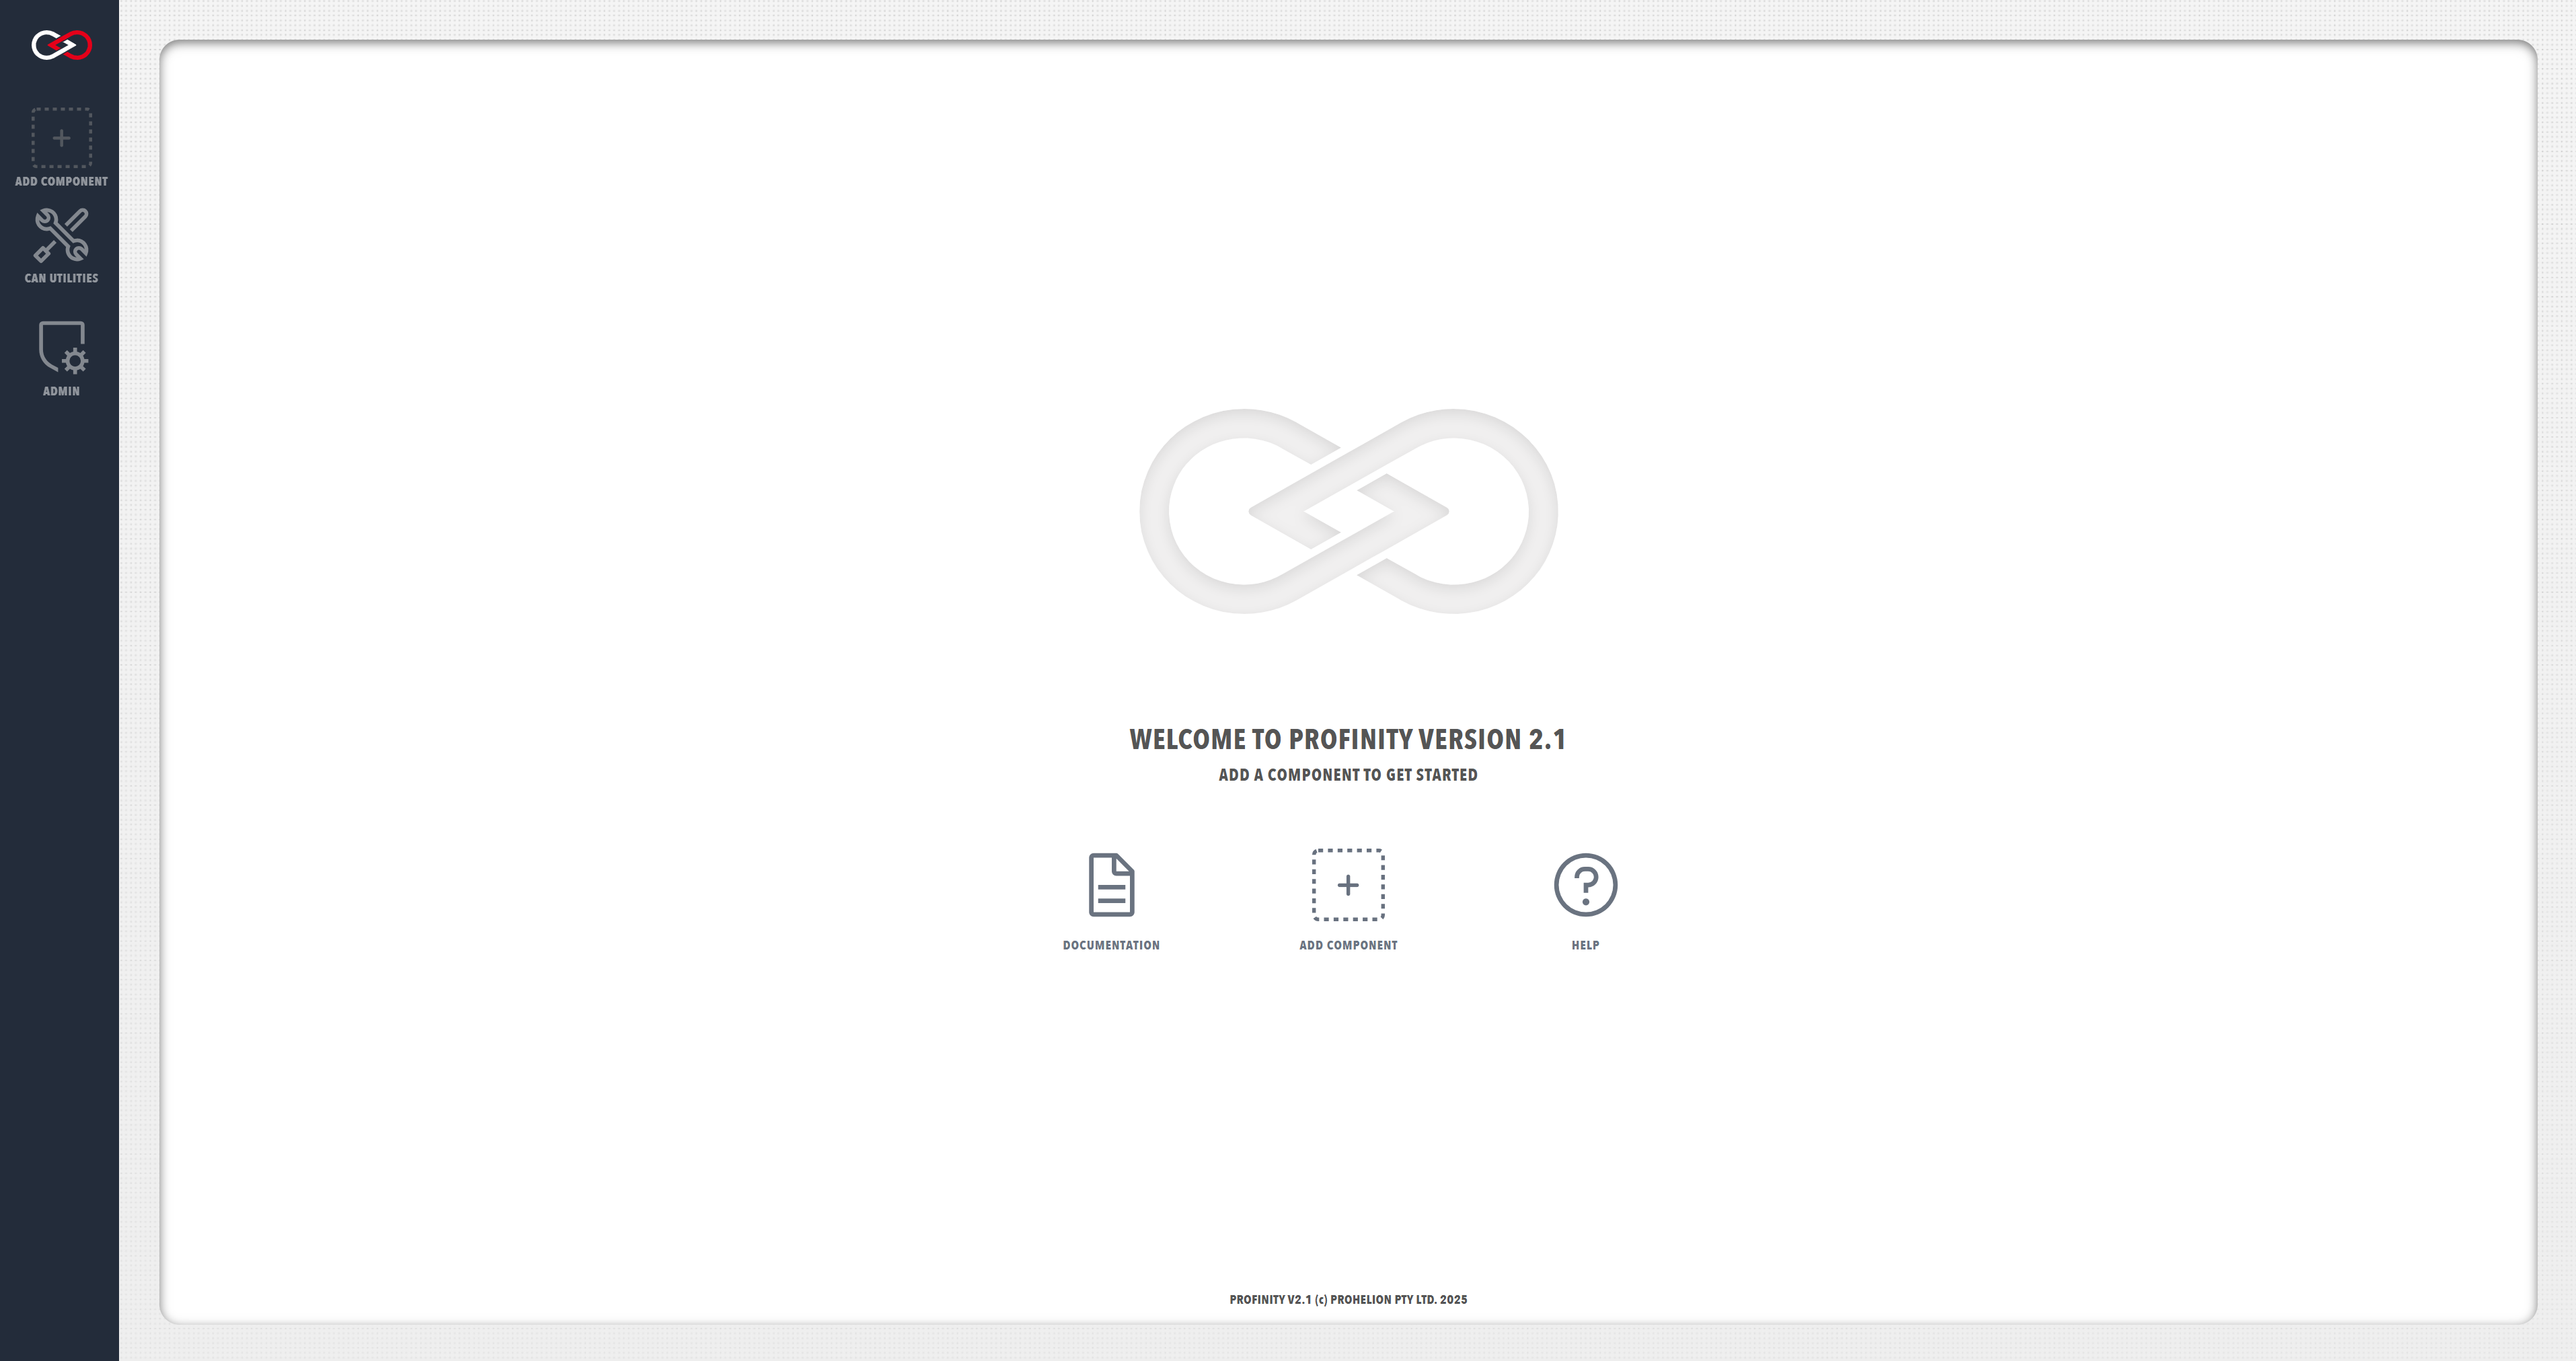 ADD COMPONENT
CAN UTILITIES
ADMIN
WELCOME TO PROFINITY VERSION 2.1
ADD A COMPONENT TO GET STARTED
DOCUMENTATION
ADD COMPONENT
HELP
PROFINITY V2.1 (c) PROHELION PTY LTD. 2025